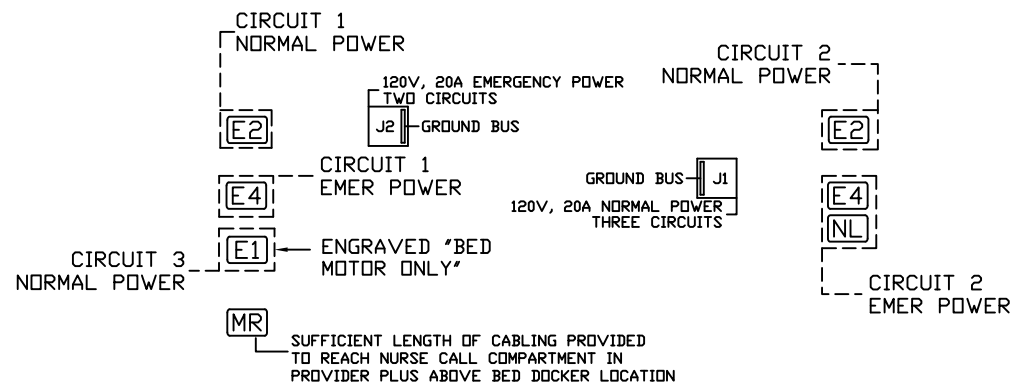 CIRCUIT 1
NORMAL POWER
CIRCUIT 2
NORMAL POWER
120V, 20A EMERGENCY POWER
TWO CIRCUITS
E2
J2
GROUND BUS
E2
CIRCUIT 1
EMER POWER
E4
GROUND BUS
J1
E4
120V, 20A NORMAL POWER
THREE CIRCUITS
NL
E1
ENGRAVED "BED
MOTOR ONLY"
CIRCUIT 3
NORMAL POWER
CIRCUIT 2
EMER POWER
MR
SUFFICIENT LENGTH OF CABLING PROVIDED
TO REACH NURSE CALL COMPARTMENT IN
PROVIDER PLUS ABOVE BED DOCKER LOCATION